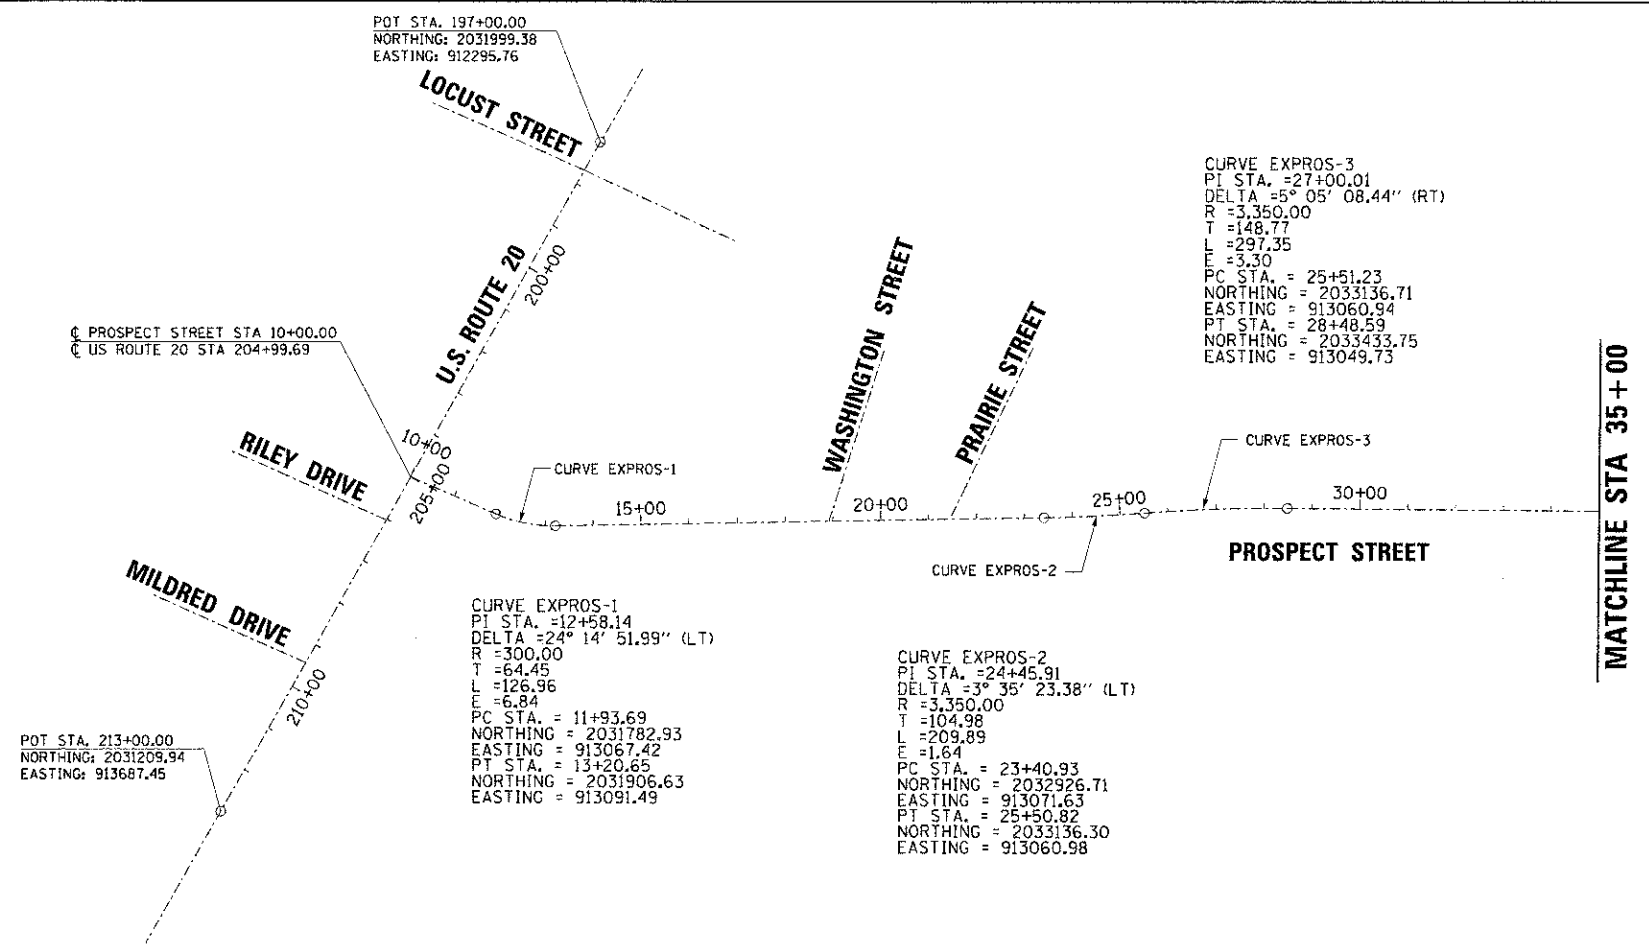 POT STA. 197+00.00
NORTHING: 2031999.38
EASTING: 912295.76
LOCUST STREET
U.S. ROUTE 20
200+00
℄ PROSPECT STREET STA 10+00.00
℄ US ROUTE 20 STA 204+99.69
10+00
205+00
RILEY DRIVE
MILDRED DRIVE
210+00
POT STA. 213+00.00
NORTHING: 2031209.94
EASTING: 913687.45
CURVE EXPROS-1
15+00
WASHINGTON STREET
20+00
PRAIRIE STREET
25+00
CURVE EXPROS-2
CURVE EXPROS-3
30+00
PROSPECT STREET
MATCHLINE STA 35+00
CURVE EXPROS-3
PI STA. =27+00.01
DELTA =5° 05' 08.44'' (RT)
R =3,350.00
T =148.77
L =297.35
E =3.30
PC STA. = 25+51.23
NORTHING = 2033136.71
EASTING = 913060.94
PT STA. = 28+48.59
NORTHING = 2033433.75
EASTING = 913049.73
CURVE EXPROS-1
PI STA. =12+58.14
DELTA =24° 14' 51.99'' (LT)
R =300.00
T =64.45
L =126.96
E =6.84
PC STA. = 11+93.69
NORTHING = 2031782.93
EASTING = 913067.42
PT STA. = 13+20.65
NORTHING = 2031906.63
EASTING = 913091.49
CURVE EXPROS-2
PI STA. =24+45.91
DELTA =3° 35' 23.38'' (LT)
R =3,350.00
T =104.98
L =209.89
E =1.64
PC STA. = 23+40.93
NORTHING = 2032926.71
EASTING = 913071.63
PT STA. = 25+50.82
NORTHING = 2033136.30
EASTING = 913060.98